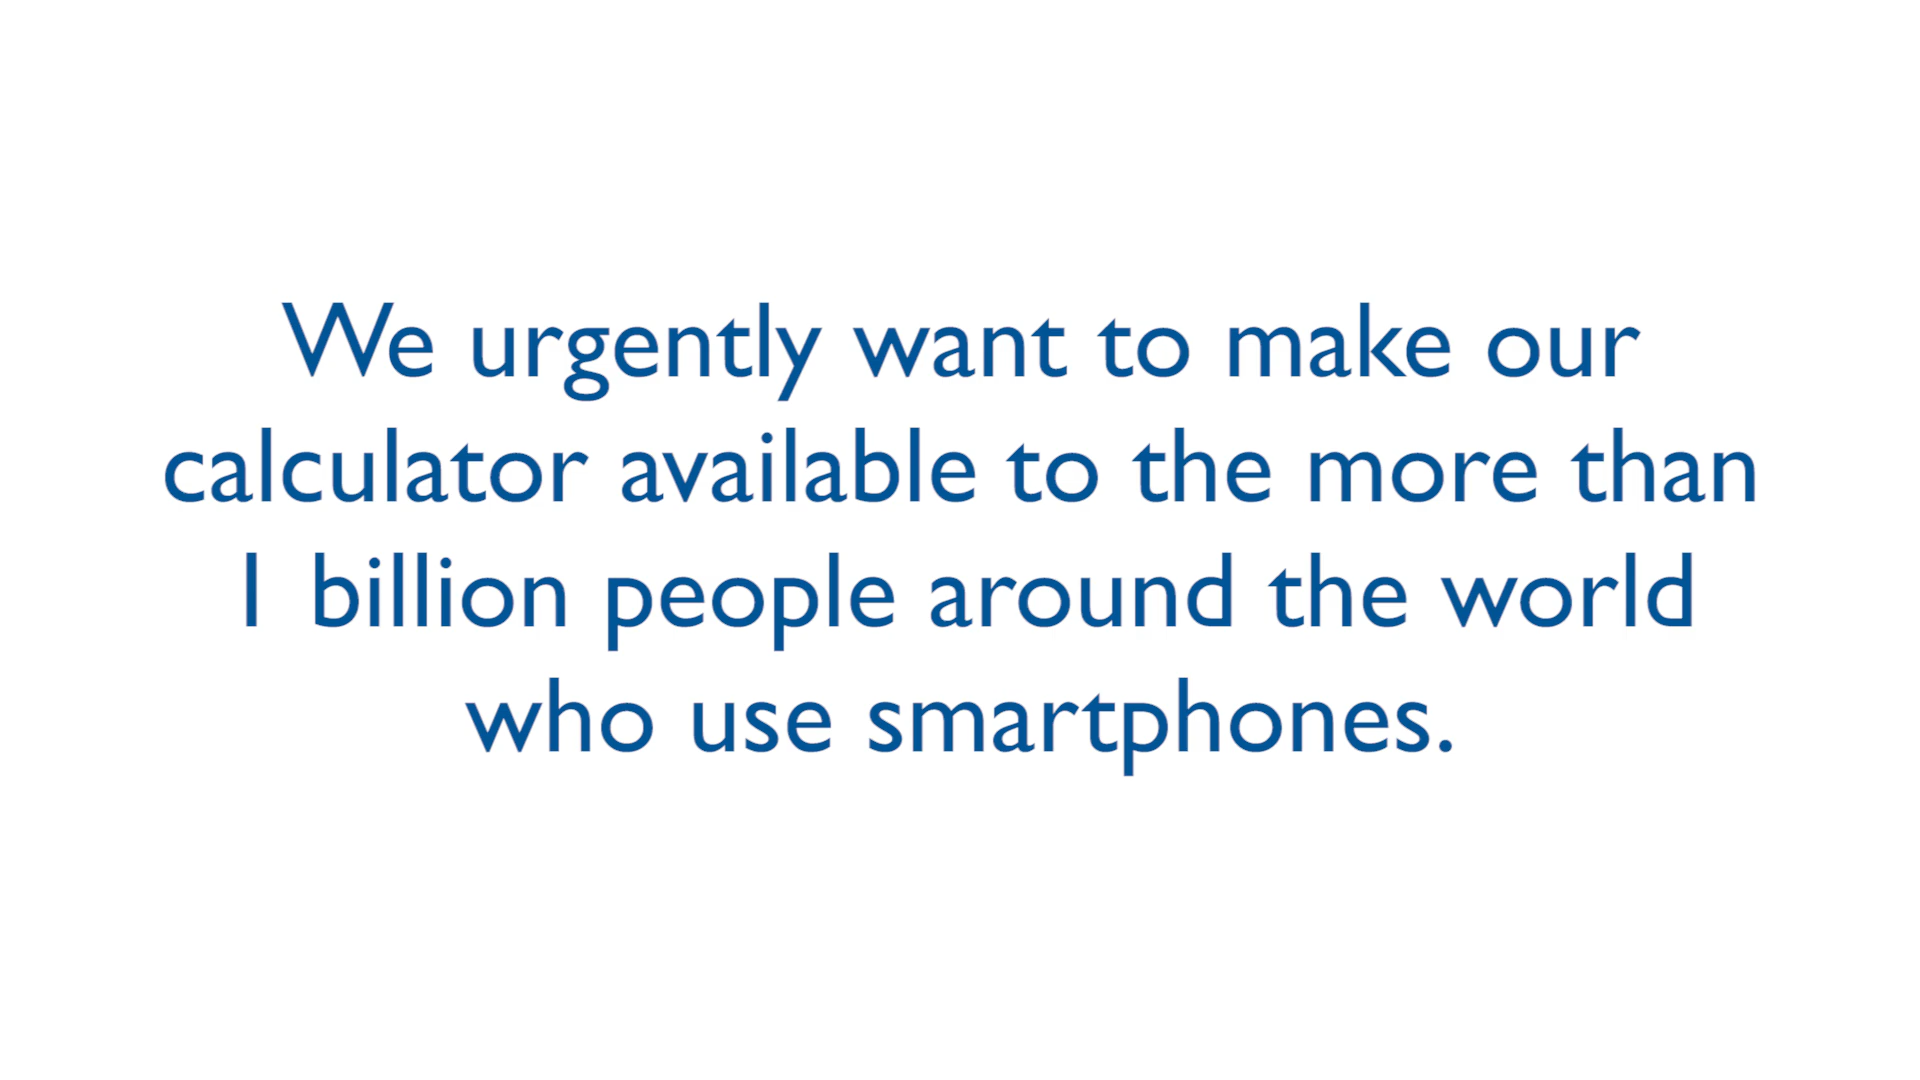 We urgently want to make our
calculator available to the more than
1 billion people around the world
who use smartphones.